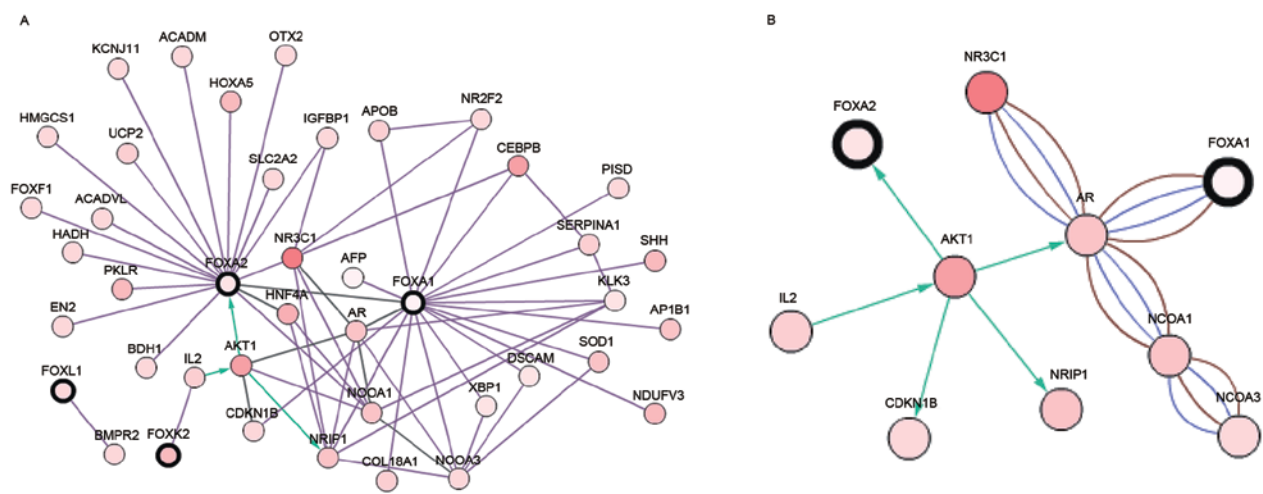 A
B
OTX2
ACADM
KCNJ11
NR3C1
HOXA5
NR2F2
FOXA2
APOB
IGFBP1
HMGCS1
UCP2
CEBPB
FOXA1
SLC2A2
PISD
FOXF1
ACADVL
AR
SERPINA1
HADH
NR3C1
SHH
AKT1
FOXA2
AFP
FOXA1
KLK3
PKLR
HNF4A
IL2
EN2
AR
AP1B1
NCOA1
AKT1
BDH1
IL2
DSCAM
SOD1
FOXL1
NRIP1
NCOA1
XBP1
NDUFV3
NCOA3
CDKN1B
CDKN1B
BMPR2
FOXK2
NRIP1
COL18A1
NCOA3